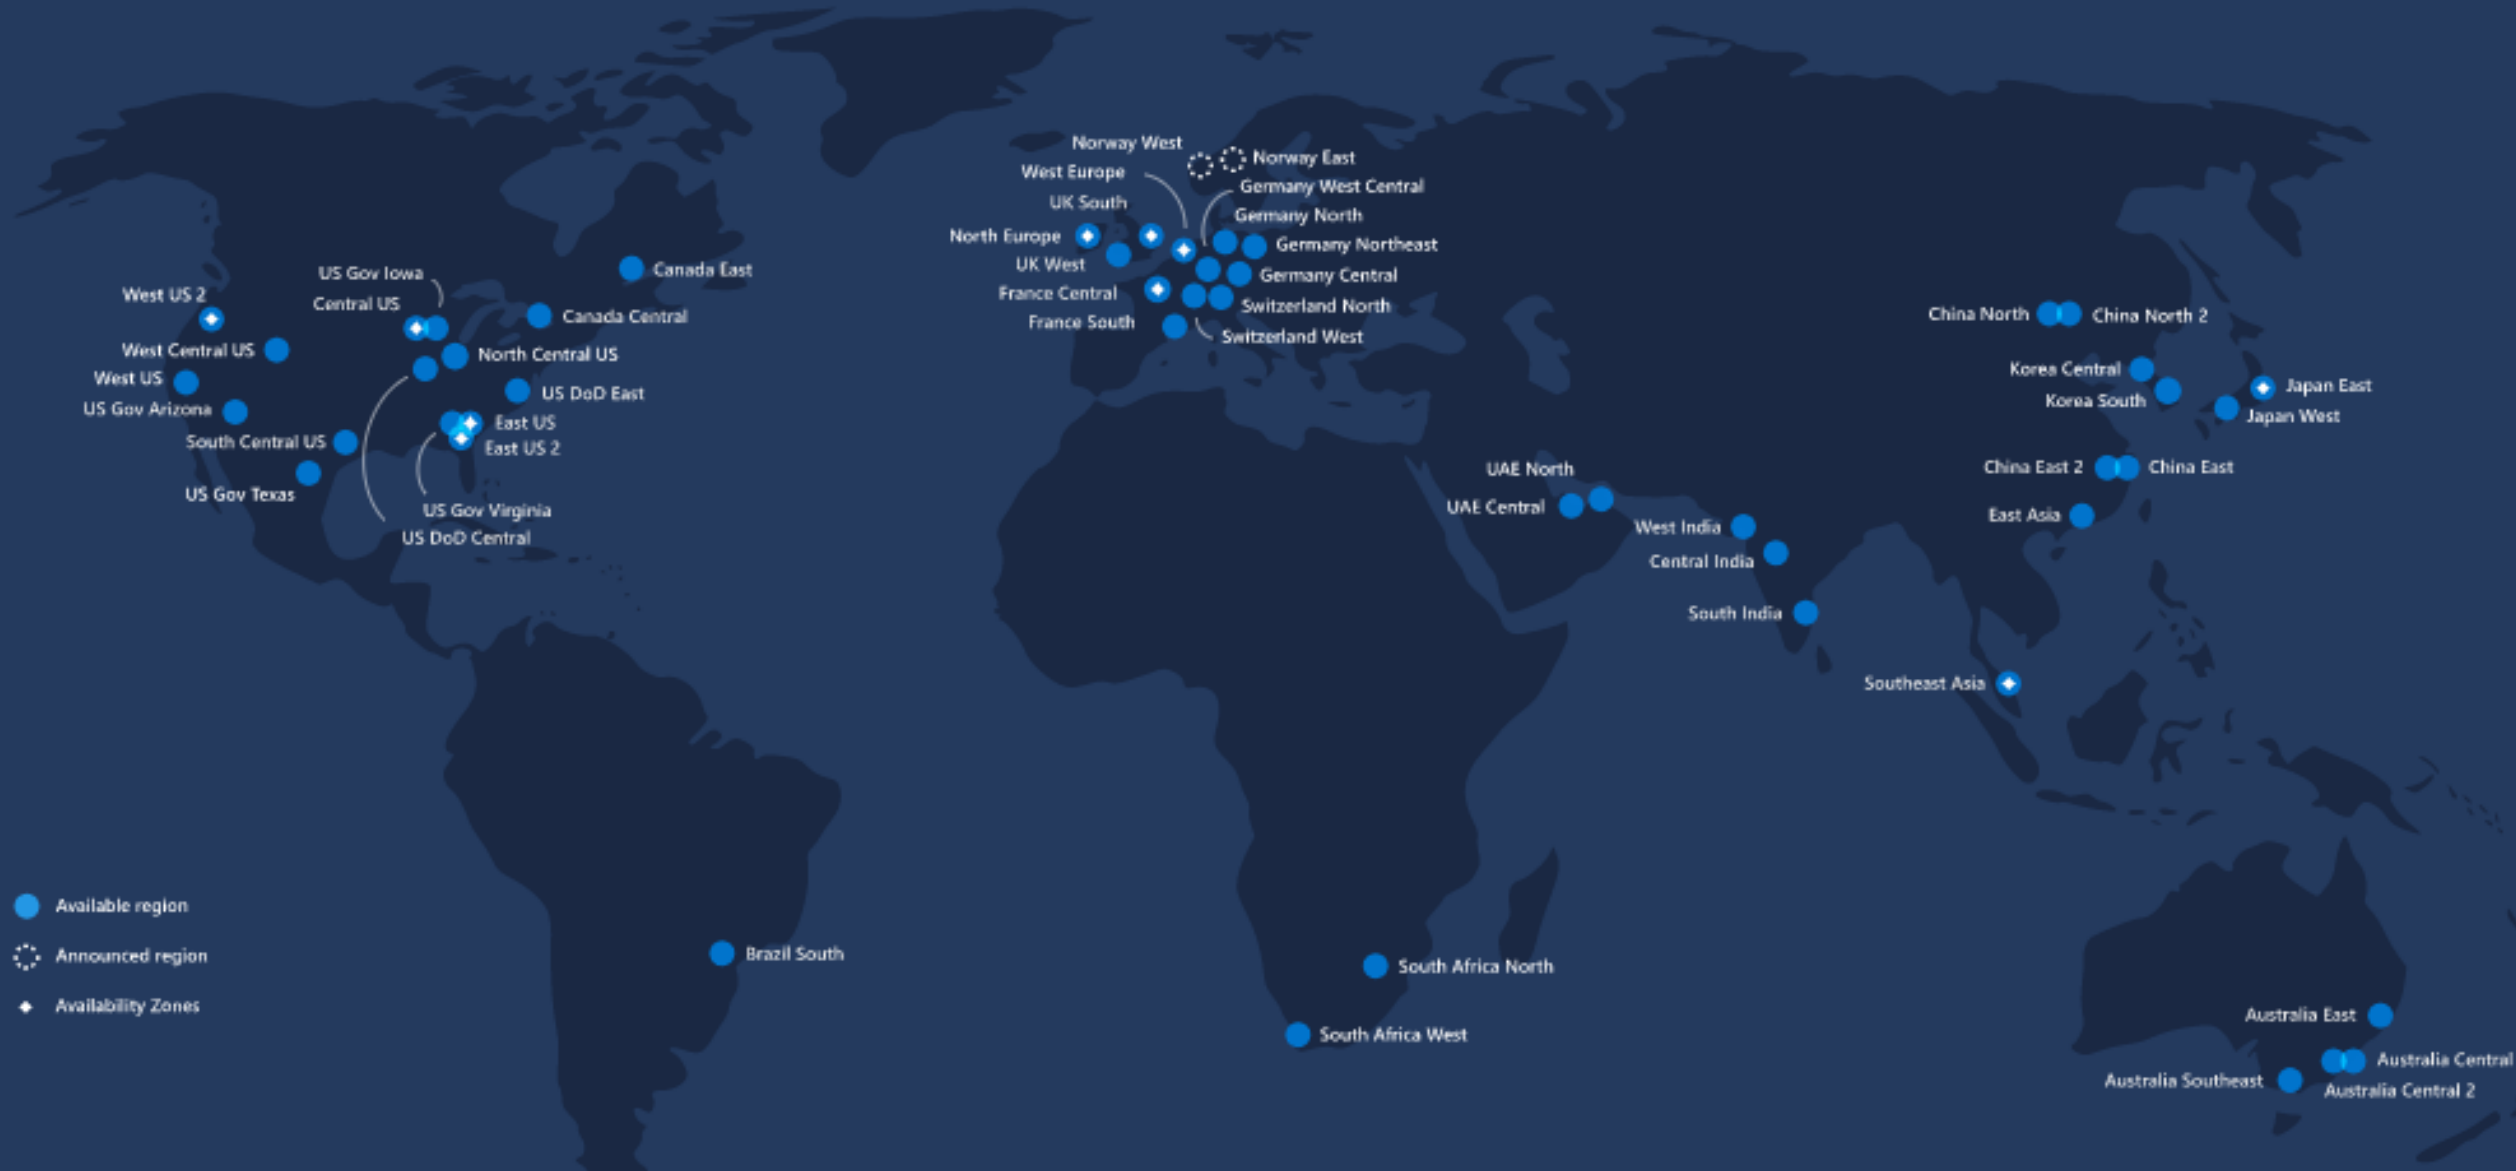 Norway West
Norway East
West Europe
Germany West Central
UK South
Germany North
North Europe
Germany Northeast
UK West
Germany Central
France Central
Switzerland North
France South
Switzerland West
US Gov Iowa
Canada East
West US 2
Central US
Canada Central
West Central US
North Central US
West US
US DoD East
US Gov Arizona
East US
South Central US
East US 2
US Gov Texas
US Gov Virginia
US DoD Central
China North
China North 2
Korea Central
Japan East
Korea South
Japan West
China East 2
China East
UAE North
UAE Central
East Asia
West India
Central India
South India
Southeast Asia
Available region
Announced region
Availability Zones
Brazil South
South Africa North
South Africa West
Australia East
Australia Central
Australia Southeast
Australia Central 2